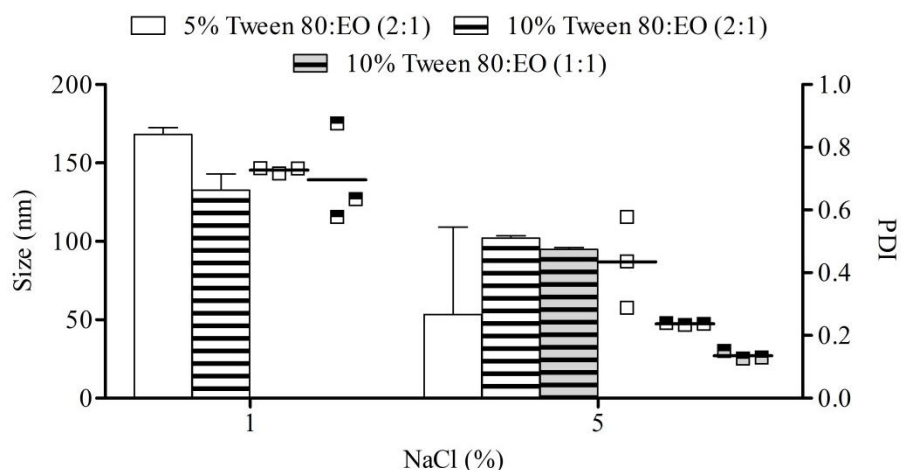 5% Tween 80:EO (2:1) 10% Tween 80:EO (2:1)
10% Tween 80:EO (1:1)
200 1.0
150 0.8
0.6
100
0.4
50
0.2
0 0.0
Size (nm)
PDI
1 5
NaCl (%)